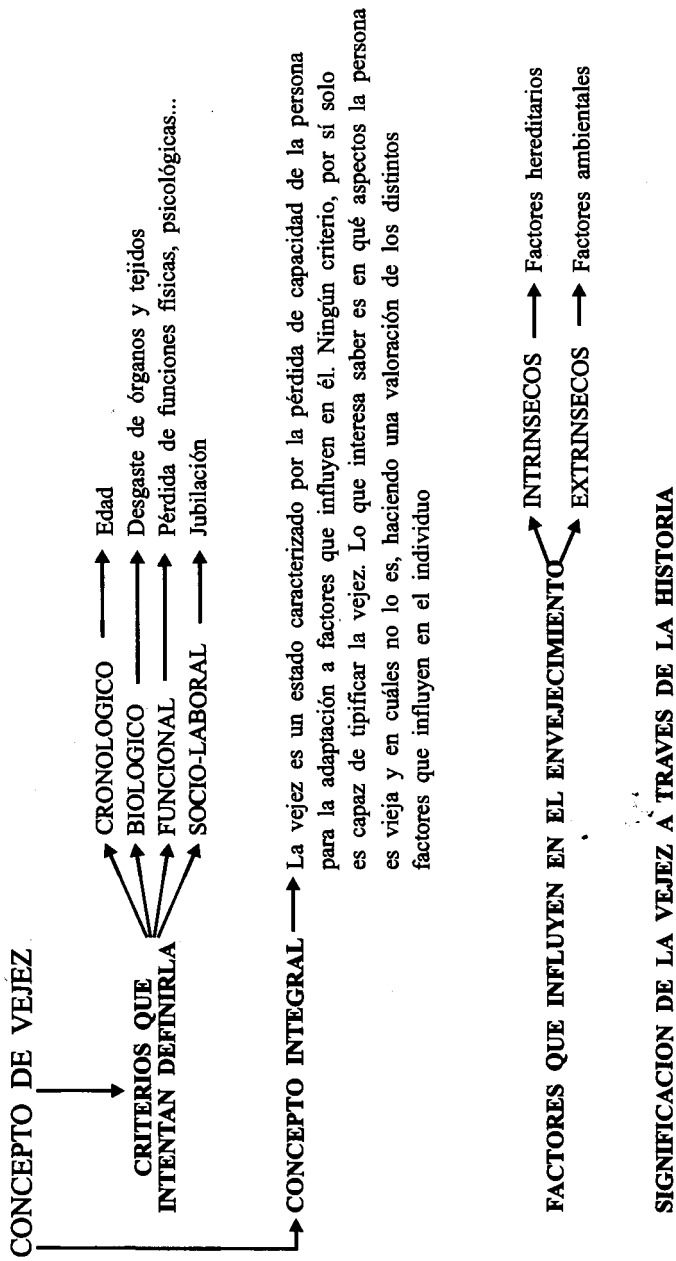 CONCEPTO DE VEJEZ
CRITERIOS QUE
INTENTAN DEFINIRLA
CRONOLOGICO
Edad
BIOLOGICO
Desgaste de órganos y tejidos
FUNCIONAL
Pérdida de funciones físicas, psicológicas...
SOCIO-LABORAL
Jubilación
CONCEPTO INTEGRAL
La vejez es un estado caracterizado por la pérdida de capacidad de la persona
para la adaptación a factores que influyen en él. Ningún criterio, por sí solo
es capaz de tipificar la vejez. Lo que interesa saber es en qué aspectos la persona
es vieja y en cuáles no lo es, haciendo una valoración de los distintos
factores que influyen en el individuo
FACTORES QUE INFLUYEN EN EL ENVEJECIMIENTO
INTRINSECOS
Factores hereditarios
EXTRINSECOS
Factores ambientales
SIGNIFICACION DE LA VEJEZ A TRAVES DE LA HISTORIA